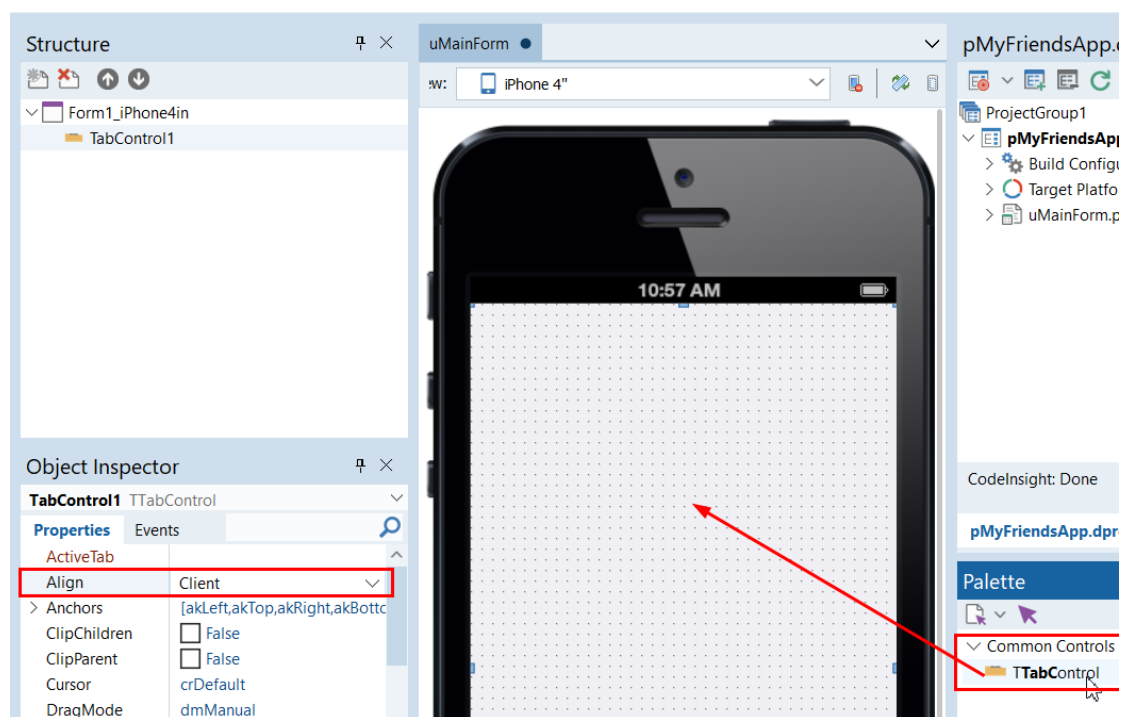 Structure
Form1_iPhone4in
TabControl1
Object Inspector
TabControl1 TTabControl
Properties Events
ActiveTab
Align Client
Anchors [akLeft,akTop,akRight,akBottc
ClipChildren False
ClipParent False
Cursor crDefault
DragMode dmManual
uMainForm
:w: iPhone 4"
10:57 AM
pMyFriendsApp.
ProjectGroup1
pMyFriendsApp
Build Configu
Target Platfo
uMainForm.p
CodeInsight: Done
pMyFriendsApp.dpr
Palette
Common Controls
TTabControl